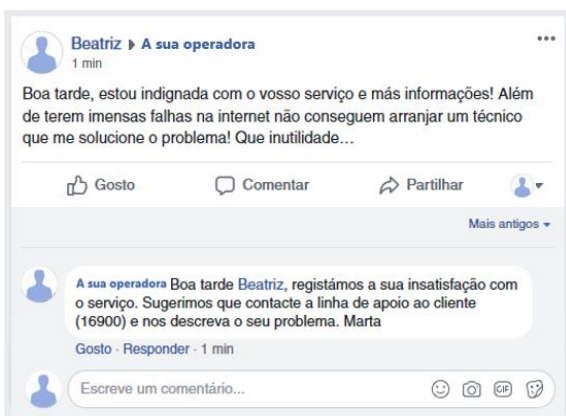 Beatriz ▶ A sua operadora
1 min
Boa tarde, estou indignada com o vosso serviço e más informações! Além
de terem imensas falhas na internet não conseguem arranjar um técnico
que me solucione o problema! Que inutilidade…
Gosto Comentar Partilhar
Mais antigos
A sua operadora Boa tarde Beatriz, registámos a sua insatisfação com
o serviço. Sugerimos que contacte a linha de apoio ao cliente
(16900) e nos descreva o seu problema. Marta
Gosto · Responder · 1 min
Escreve um comentário... GIF